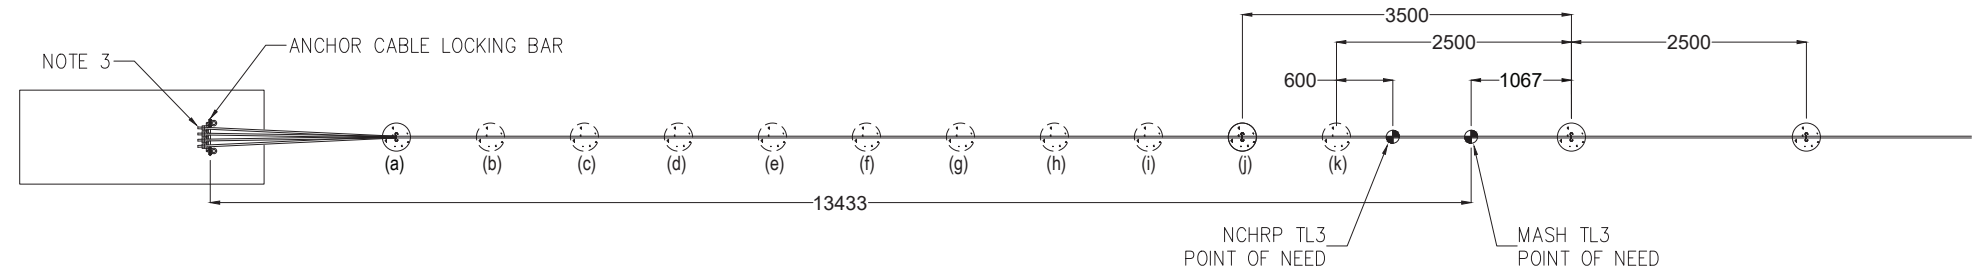 3500
ANCHOR CABLE LOCKING BAR
2500
2500
NOTE 3
600
1067
(a)
(b)
(c)
(d)
(e)
(f)
(g)
(h)
(i)
(j)
(k)
13433
NCHRP TL3
POINT OF NEED
MASH TL3
POINT OF NEED